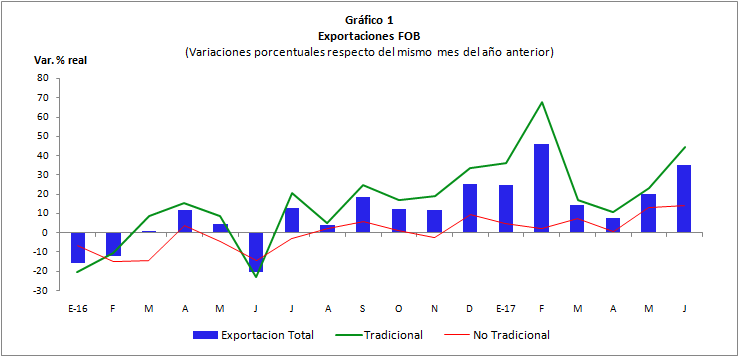 Gráfico 1
Exportaciones FOB
(Variaciones porcentuales respecto del mismo mes del año anterior)
Var. % real
80
70
60
50
40
30
20
10
0
-10
-20
-30
E-16 F M A M J J A S O N D E-17 F M A M J
Exportacion Total Tradicional No Tradicional